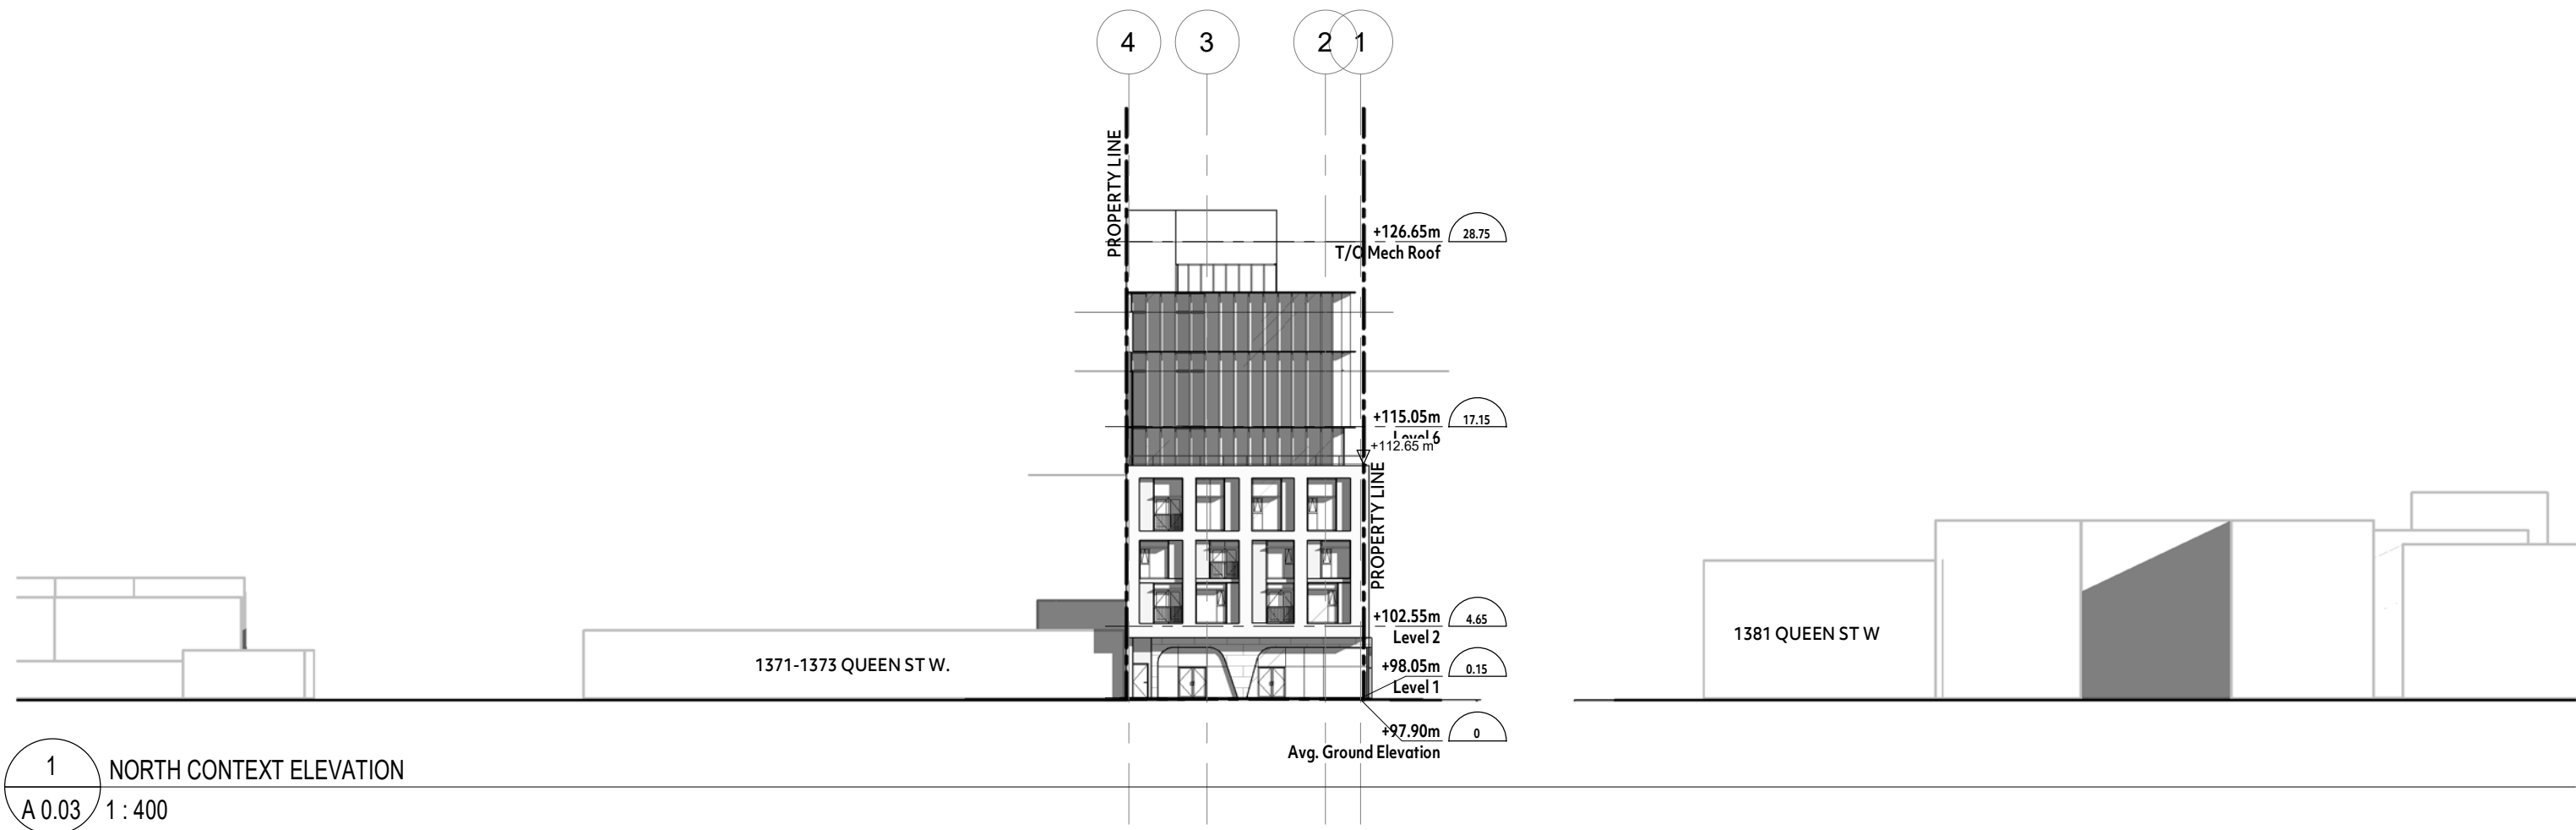 4
3
2
1
PROPERTY LINE
+126.65m
28.75
T/O Mech Roof
+115.05m
17.15
Level 6
+112.65 m
PROPERTY LINE
+102.55m
4.65
Level 2
1381 QUEEN ST W
1371-1373 QUEEN ST W.
+98.05m
0.15
Level 1
+97.90m
0
Avg. Ground Elevation
1
NORTH CONTEXT ELEVATION
A 0.03
1 : 400